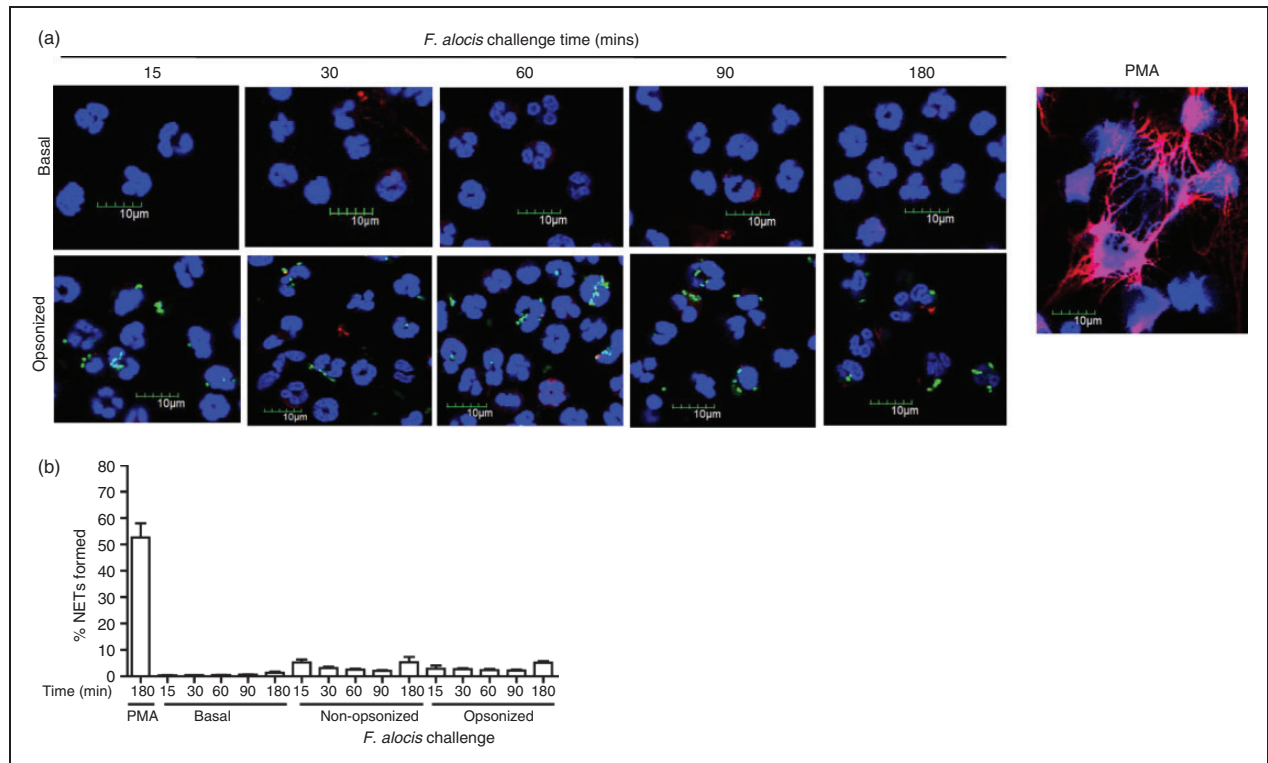 (a)
F. alocis challenge time (mins)
15 30 60 90 180 PMA
Basal
10µm 10µm 10µm 10µm 10µm
Opsonized
10µm 10µm 10µm 10µm 10µm 10µm
(b)
% NETs formed
80
70
60
50
40
30
20
10
0
Time (min) 180 15 30 60 90 180 15 30 60 90 180 15 30 60 90 180
PMA Basal Non-opsonized Opsonized
F. alocis challenge